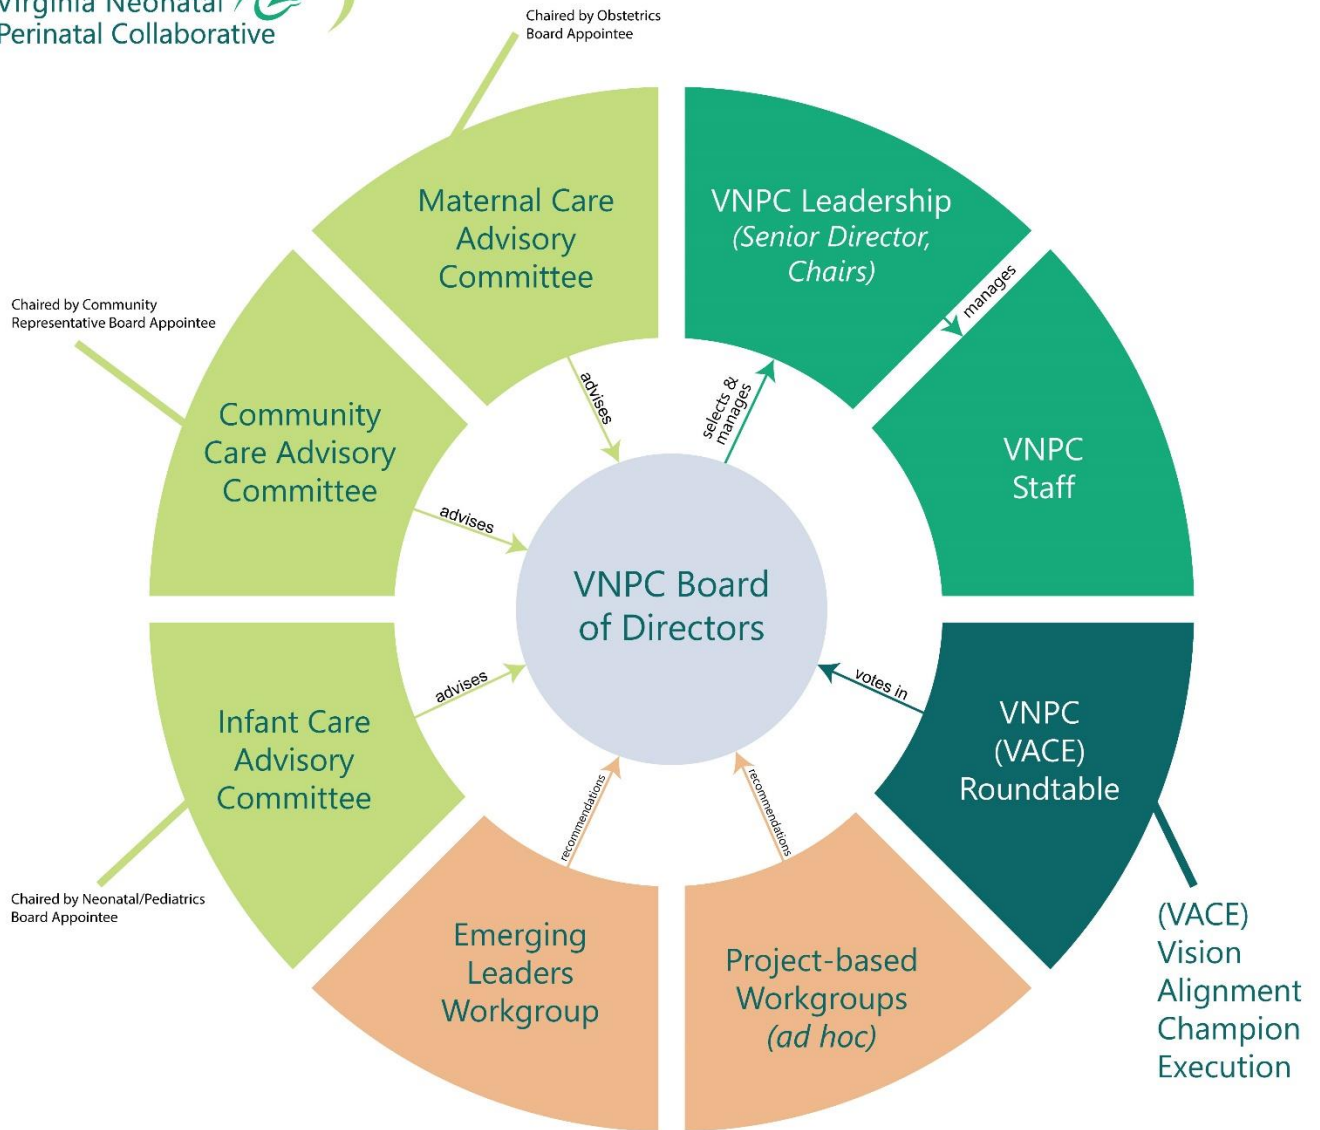 Virginia Neonatal
Perinatal Collaborative
Chaired by Obstetrics
Board Appointee
Maternal Care
Advisory
Committee
VNPC Leadership
(Senior Director,
Chairs)
manages
Chaired by Community
Representative Board Appointee
Community
Care Advisory
Committee
advises
selects &
manages
VNPC
Staff
advises
VNPC Board
of Directors
Infant Care
Advisory
Committee
advises
votes in
VNPC
(VACE)
Roundtable
Chaired by Neonatal/Pediatrics
Board Appointee
recommendations
recommendations
Emerging
Leaders
Workgroup
Project-based
Workgroups
(ad hoc)
(VACE)
Vision
Alignment
Champion
Execution